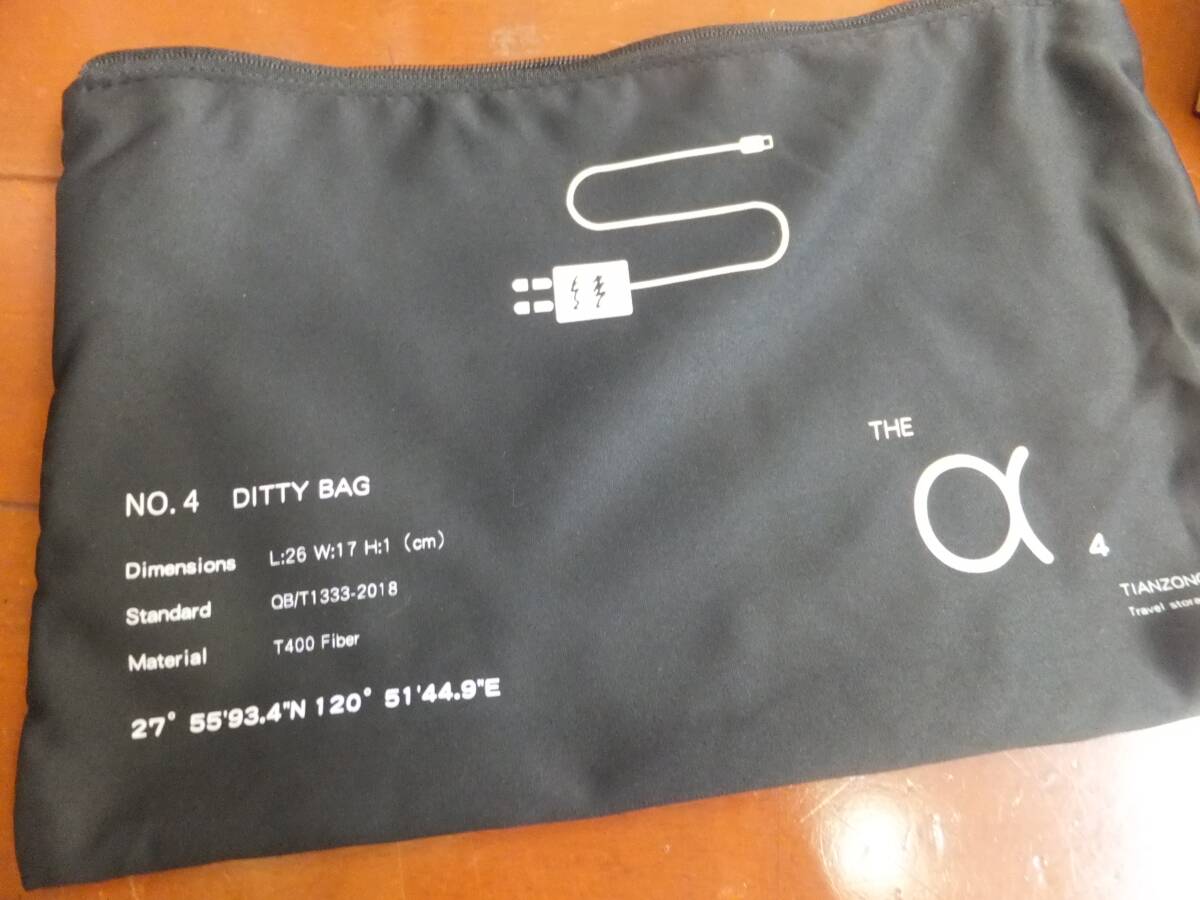 NO. 4 DITTY BAG
Dimensions L:26 W:17 H:1 (cm)
Standard QB/T1333-2018
Material T400 Fiber
27° 55'93.4"N 120° 51'44.9"E
THE
α
4
TIANZONG
Travel